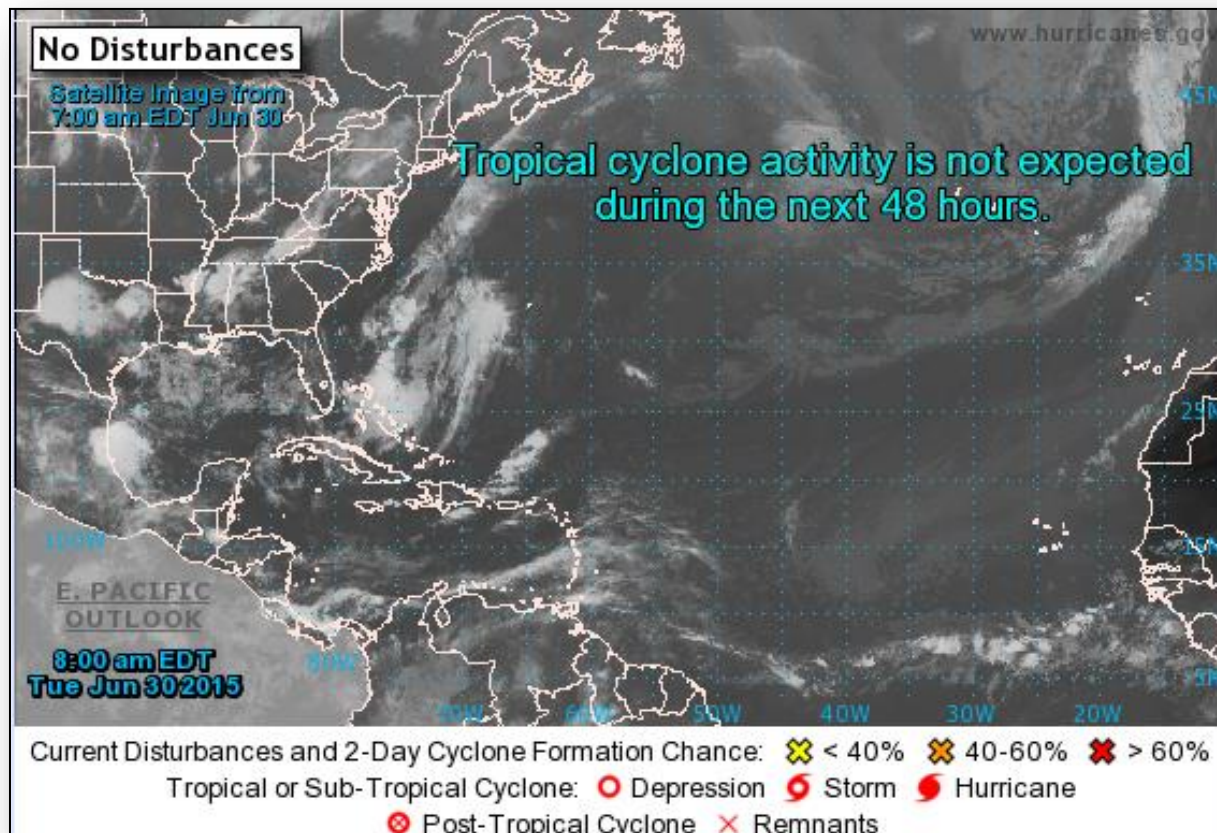 No Disturbances
www.hurricanes.gov
Satellite Image from
7:00 am EDT Jun 30
45N
Tropical cyclone activity is not expected
during the next 48 hours.
35N
25N
100W
15N
E. PACIFIC
OUTLOOK
8:00 am EDT
Tue Jun 30 2015
80W
5N
70W 60W 50W 40W 30W 20W
Current Disturbances and 2-Day Cyclone Formation Chance: < 40% 40-60% > 60%
Tropical or Sub-Tropical Cyclone: Depression Storm Hurricane
Post-Tropical Cyclone Remnants